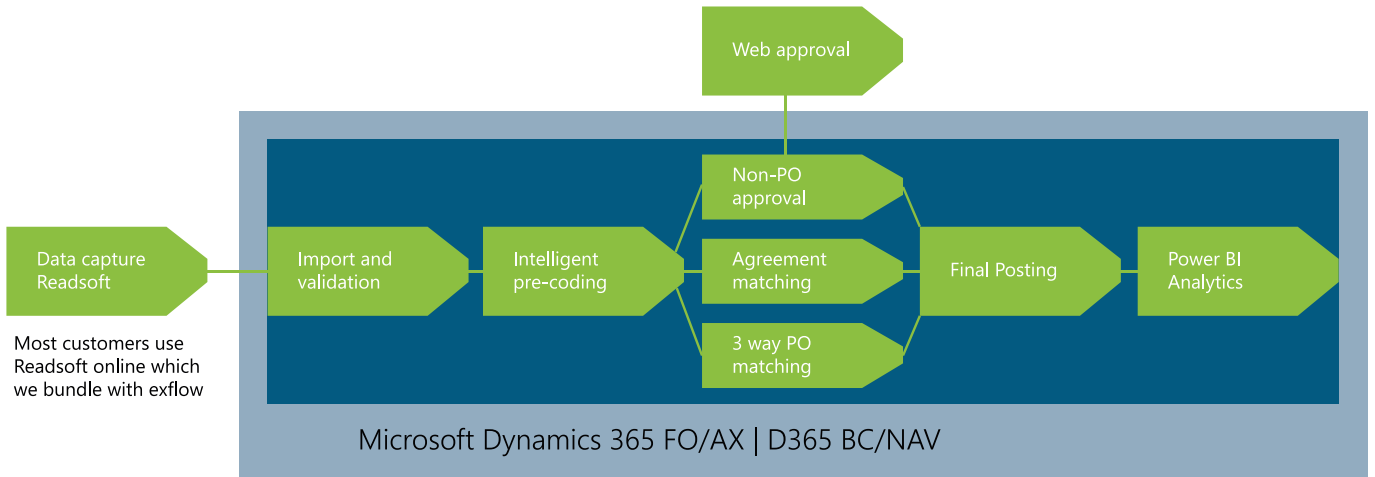 Web approval
Data capture
Readsoft
Most customers use
Readsoft online which
we bundle with exflow
Import and
validation
Intelligent
pre-coding
Non-PO
approval
Agreement
matching
3 way PO
matching
Final Posting
Power BI
Analytics
Microsoft Dynamics 365 FO/AX | D365 BC/NAV